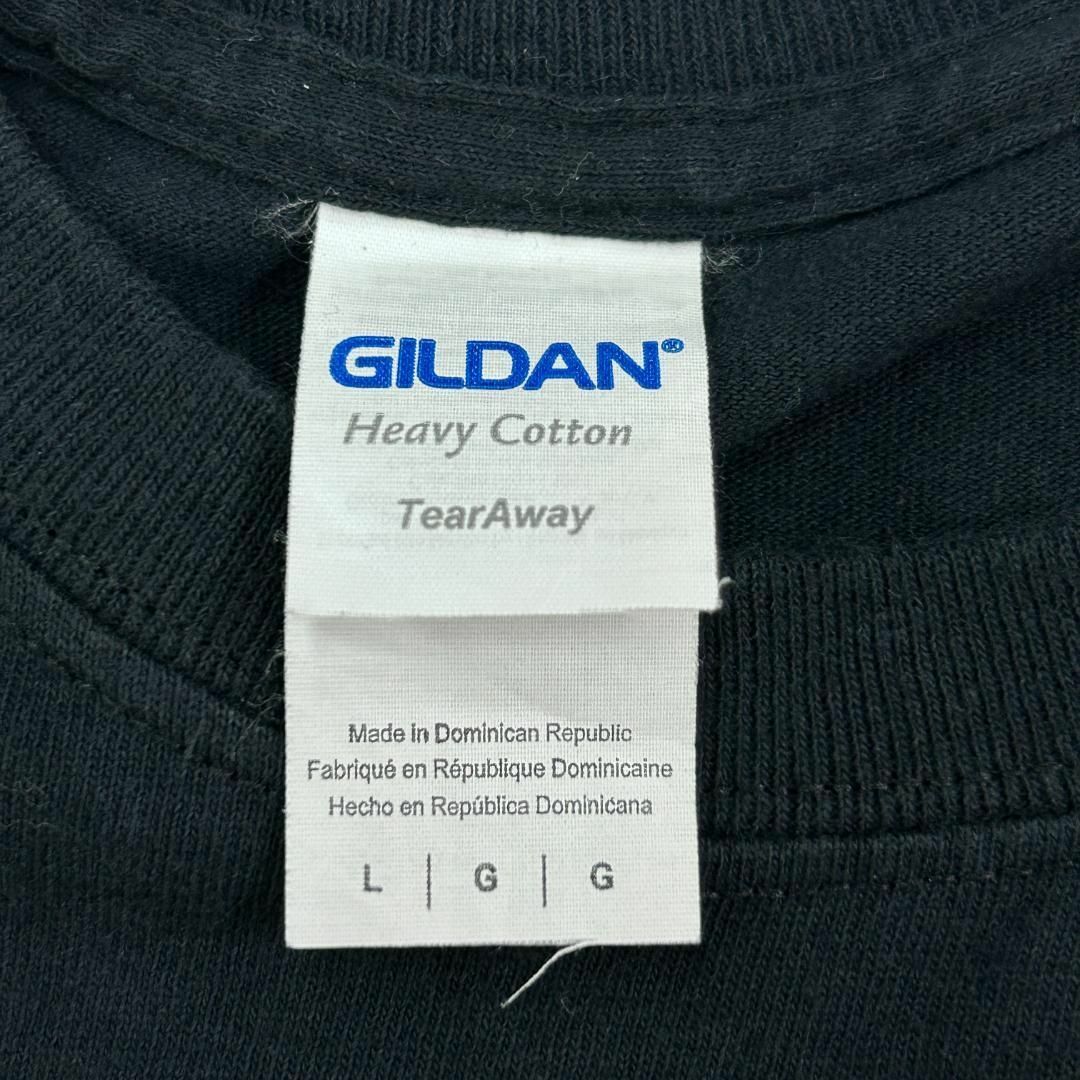 GILDAN®
Heavy Cotton
TearAway
Made in Dominican Republic
Fabriqué en République Dominicaine
Hecho en República Dominicana
L | G | G